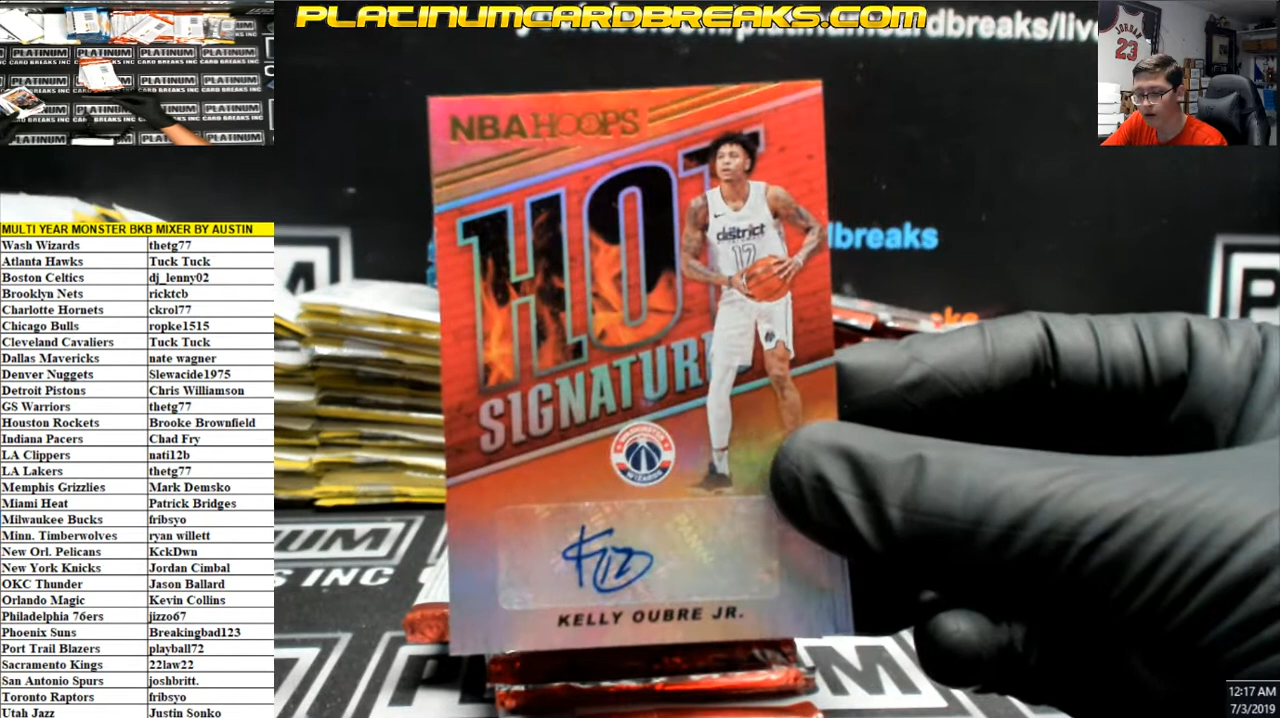 PLATINUMCARDBREAKS.COM
dbreaks/live
JORDAN
23
PLATINUM
CARD BREAKS INC
MULTI YEAR MONSTER BKB MIXER BY AUSTIN
Wash Wizards thetg77
Atlanta Hawks Tuck Tuck
Boston Celtics dj_lenny02
Brooklyn Nets ricktcb
Charlotte Hornets ckrol77
Chicago Bulls ropke1515
Cleveland Cavaliers Tuck Tuck
Dallas Mavericks nate wagner
Denver Nuggets Slewacide1975
Detroit Pistons Chris Williamson
GS Warriors thetg77
Houston Rockets Brooke Brownfield
Indiana Pacers Chad Fry
LA Clippers nati12b
LA Lakers thetg77
Memphis Grizzlies Mark Demsko
Miami Heat Patrick Bridges
Milwaukee Bucks fribsyo
Minn. Timberwolves ryan willett
New Orl. Pelicans KckDwn
New York Knicks Jordan Cimbal
OKC Thunder Jason Ballard
Orlando Magic Kevin Collins
Philadelphia 76ers jizzo67
Phoenix Suns Breakingbad123
Port Trail Blazers playball72
Sacramento Kings 22law22
San Antonio Spurs joshbritt.
Toronto Raptors fribsyo
Utah Jazz Justin Sonko
NBA HOOPS
HOT
SIGNATURE
district
12
dbreaks
WASHINGTON
WIZARDS
KELLY OUBRE JR.
12:17 AM
7/3/2019